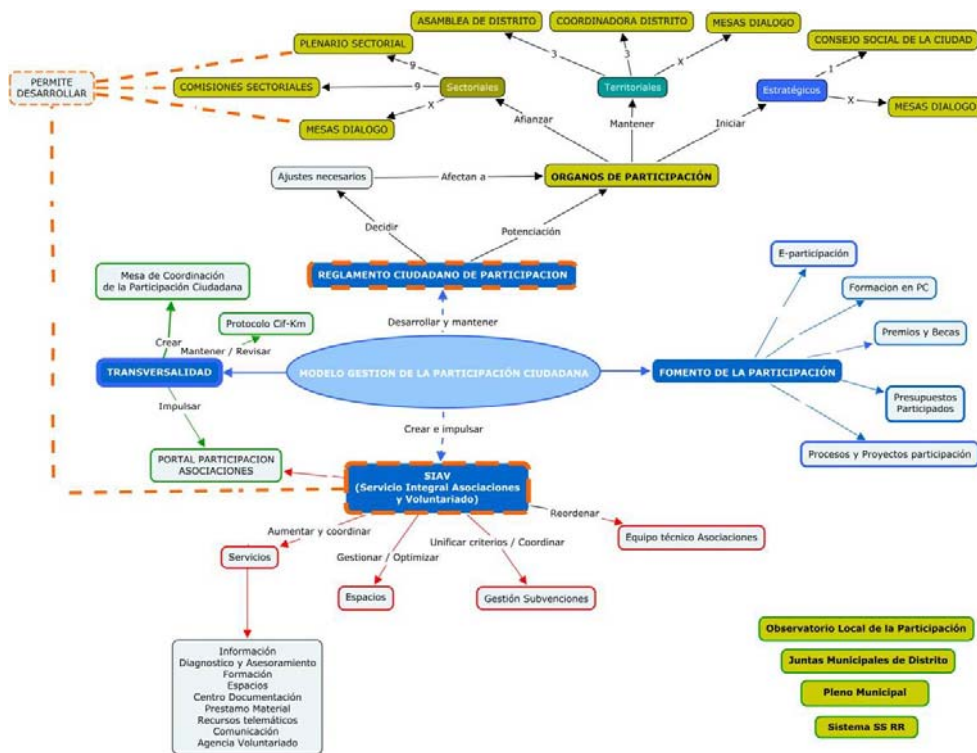 ASAMBLEA DE DISTRITO
COORDINADORA DISTRITO
MESAS DIALOGO
PLENARIO SECTORIAL
CONSEJO SOCIAL DE LA CIUDAD
3
3
X
1
9
PERMITE
DESARROLLAR
COMISIONES SECTORIALES
9
Sectoriales
Territoriales
Estratégicos
X
X
MESAS DIALOGO
MESAS DIALOGO
Afianzar
Mantener
Iniciar
Ajustes necesarios
Afectan a
ORGANOS DE PARTICIPACIÓN
Decidir
Potenciación
REGLAMENTO CIUDADANO DE PARTICIPACION
E-participación
Mesa de Coordinación
de la Participación Ciudadana
Formacion en PC
Desarrollar y mantener
Protocolo Cif-Km
Premios y Becas
Crear
Mantener / Revisar
TRANSVERSALIDAD
MODELO GESTION DE LA PARTICIPACIÓN CIUDADANA
FOMENTO DE LA PARTICIPACIÓN
Impulsar
Presupuestos
Participados
Crear e impulsar
Procesos y Proyectos participación
PORTAL PARTICIPACION
ASOCIACIONES
SIAV
(Servicio Integral Asociaciones
y Voluntariado)
Reordenar
Aumentar y coordinar
Unificar criterios / Coordinar
Equipo técnico Asociaciones
Servicios
Gestionar / Optimizar
Espacios
Gestión Subvenciones
Información
Diagnostico y Asesoramiento
Formación
Espacios
Centro Documentación
Prestamo Material
Recursos telemáticos
Comunicación
Agencia Voluntariado
Observatorio Local de la Participación
Juntas Municipales de Distrito
Pleno Municipal
Sistema SS RR